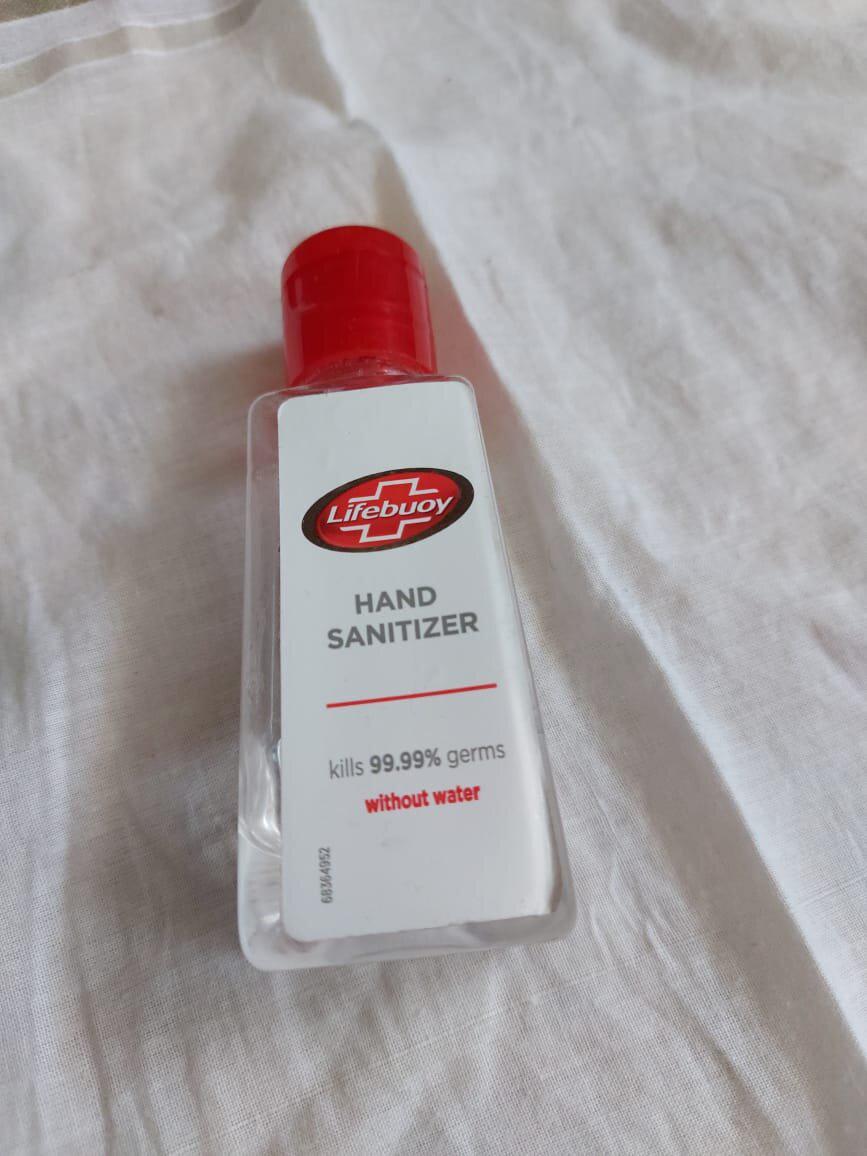 Lifebuoy
HAND
SANITIZER
kills 99.99% germs
without water
68364952